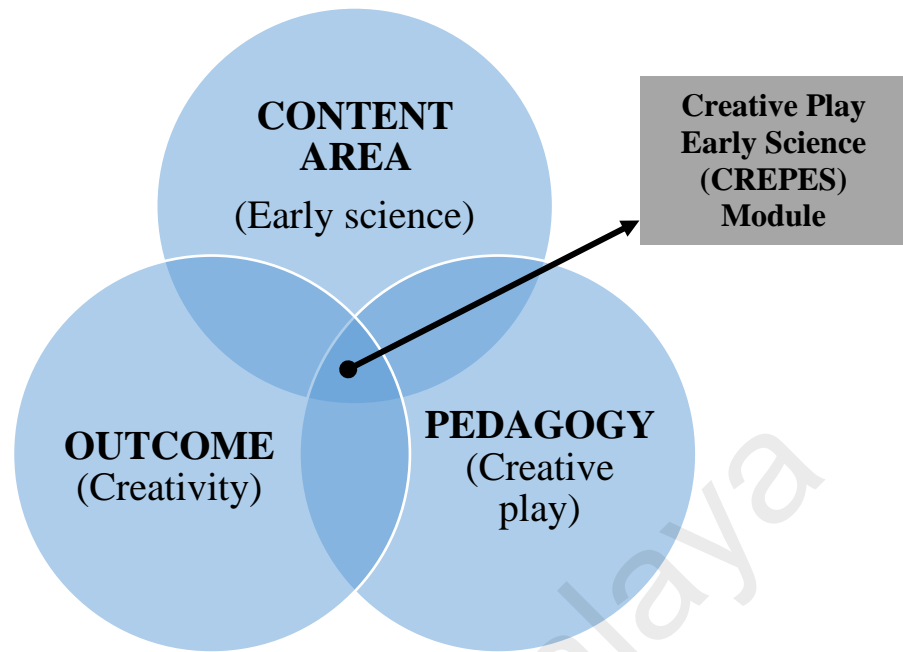 CONTENT
AREA
(Early science)
Creative Play
Early Science
(CREPES)
Module
OUTCOME
(Creativity)
PEDAGOGY
(Creative
play)